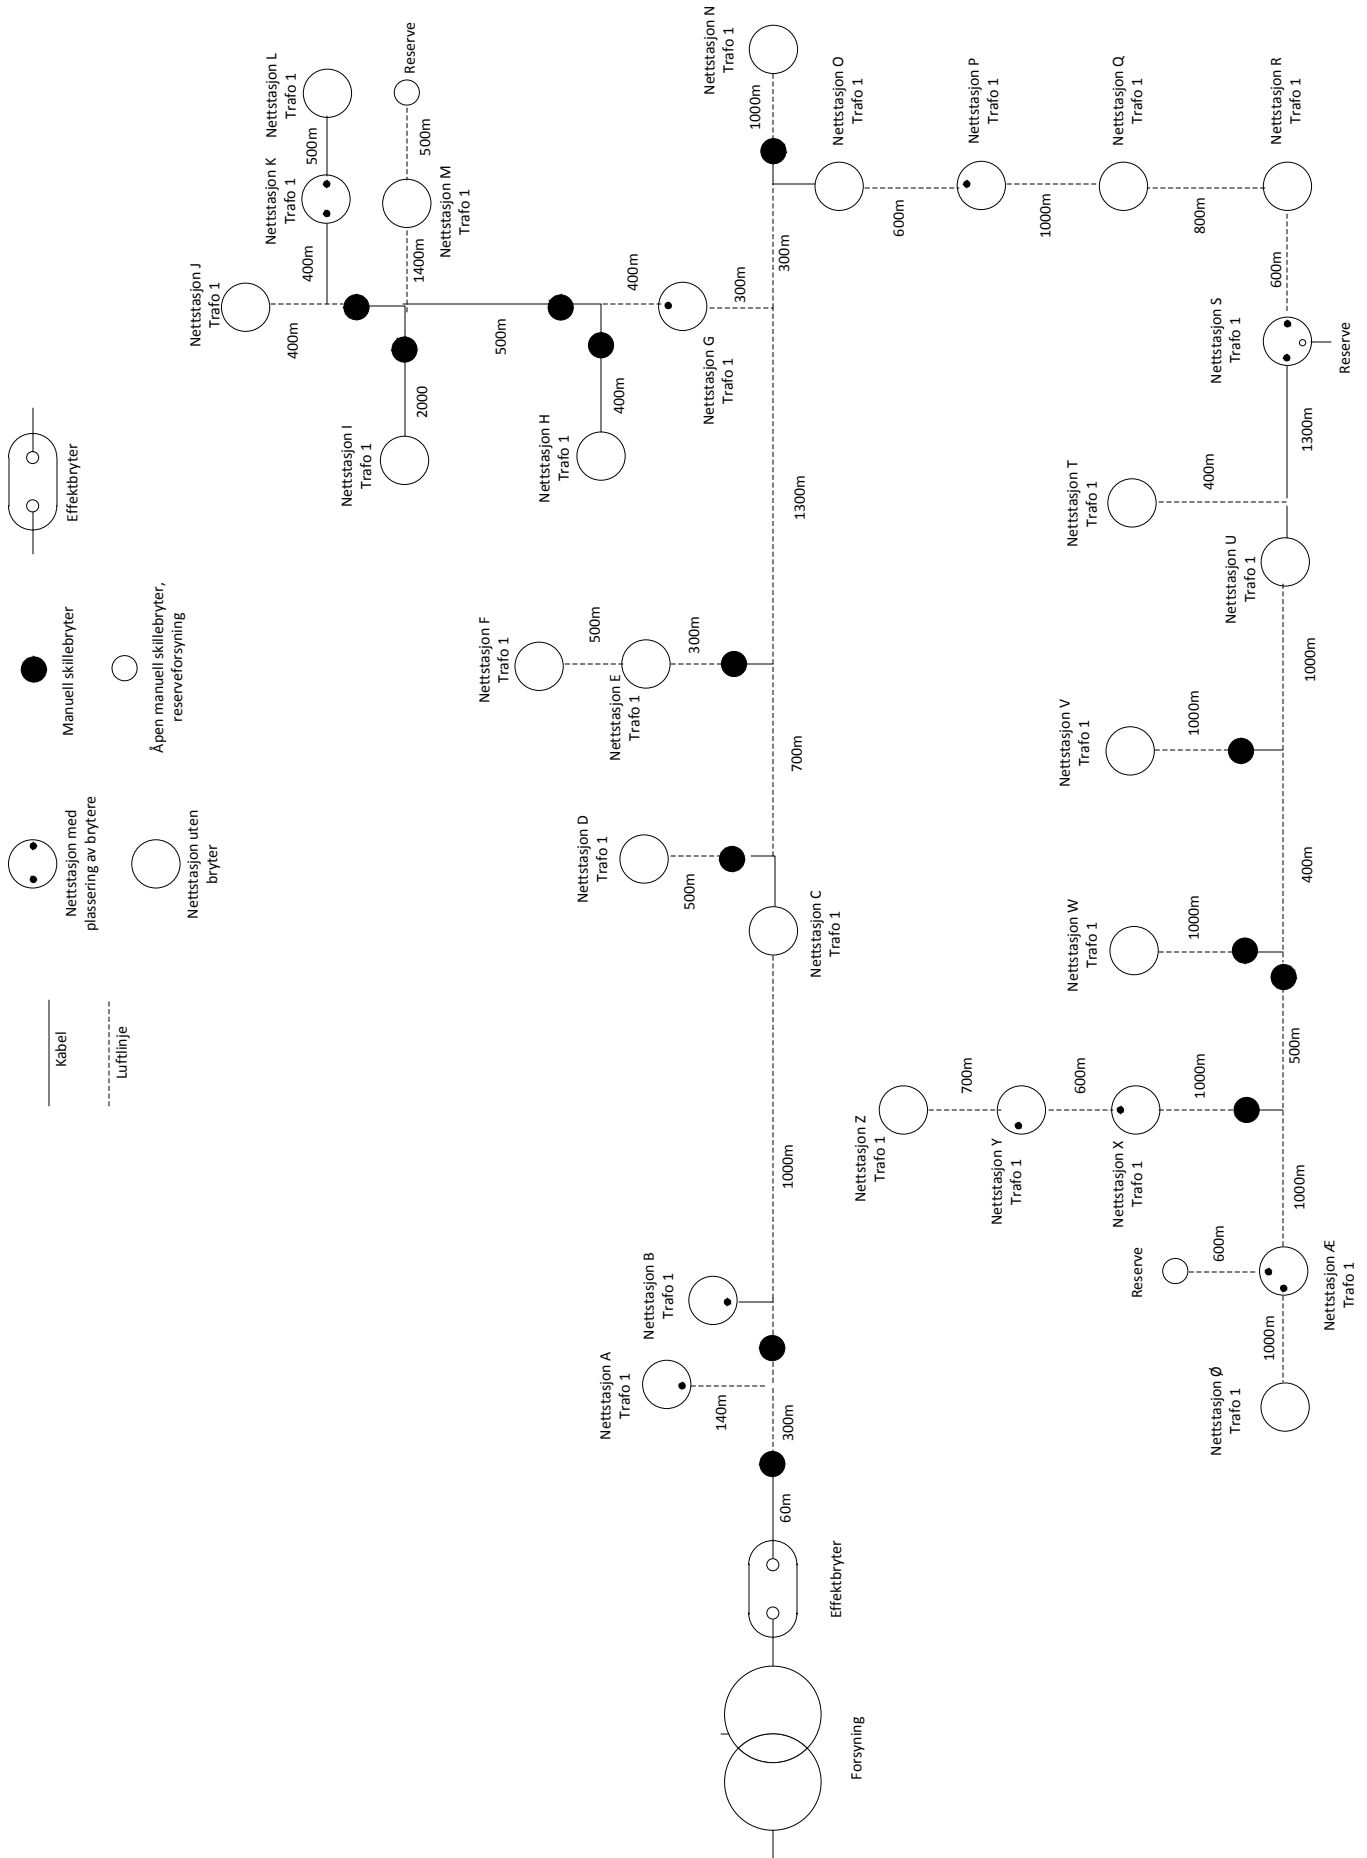 Nettstasjon L
Trafo 1
500m
Nettstasjon K
Trafo 1
400m
Reserve
500m
Nettstasjon M
Trafo 1
1400m
Nettstasjon J
Trafo 1
400m
2000
Nettstasjon I
Trafo 1
500m
400m
Nettstasjon H
Trafo 1
400m
Nettstasjon G
Trafo 1
300m
Nettstasjon N
Trafo 1
1000m
300m
Nettstasjon O
Trafo 1
600m
Nettstasjon P
Trafo 1
1000m
Nettstasjon Q
Trafo 1
800m
Nettstasjon R
Trafo 1
600m
Nettstasjon S
Trafo 1
Reserve
1300m
400m
Nettstasjon T
Trafo 1
Nettstasjon U
Trafo 1
1000m
Nettstasjon V
Trafo 1
1000m
400m
Nettstasjon W
Trafo 1
1000m
500m
Nettstasjon Z
Trafo 1
700m
Nettstasjon Y
Trafo 1
600m
Nettstasjon X
Trafo 1
1000m
1000m
Reserve
600m
Nettstasjon Æ
Trafo 1
1000m
Nettstasjon Ø
Trafo 1
1300m
Nettstasjon F
Trafo 1
500m
Nettstasjon E
Trafo 1
300m
700m
Nettstasjon D
Trafo 1
500m
Nettstasjon C
Trafo 1
1000m
Nettstasjon B
Trafo 1
Nettstasjon A
Trafo 1
140m
300m
60m
Effektbryter
Forsyning
Effektbryter
Manuell skillebryter
Åpen manuell skillebryter,
reserveforsyning
Nettstasjon med
plassering av brytere
Nettstasjon uten
bryter
Kabel
Luftlinje